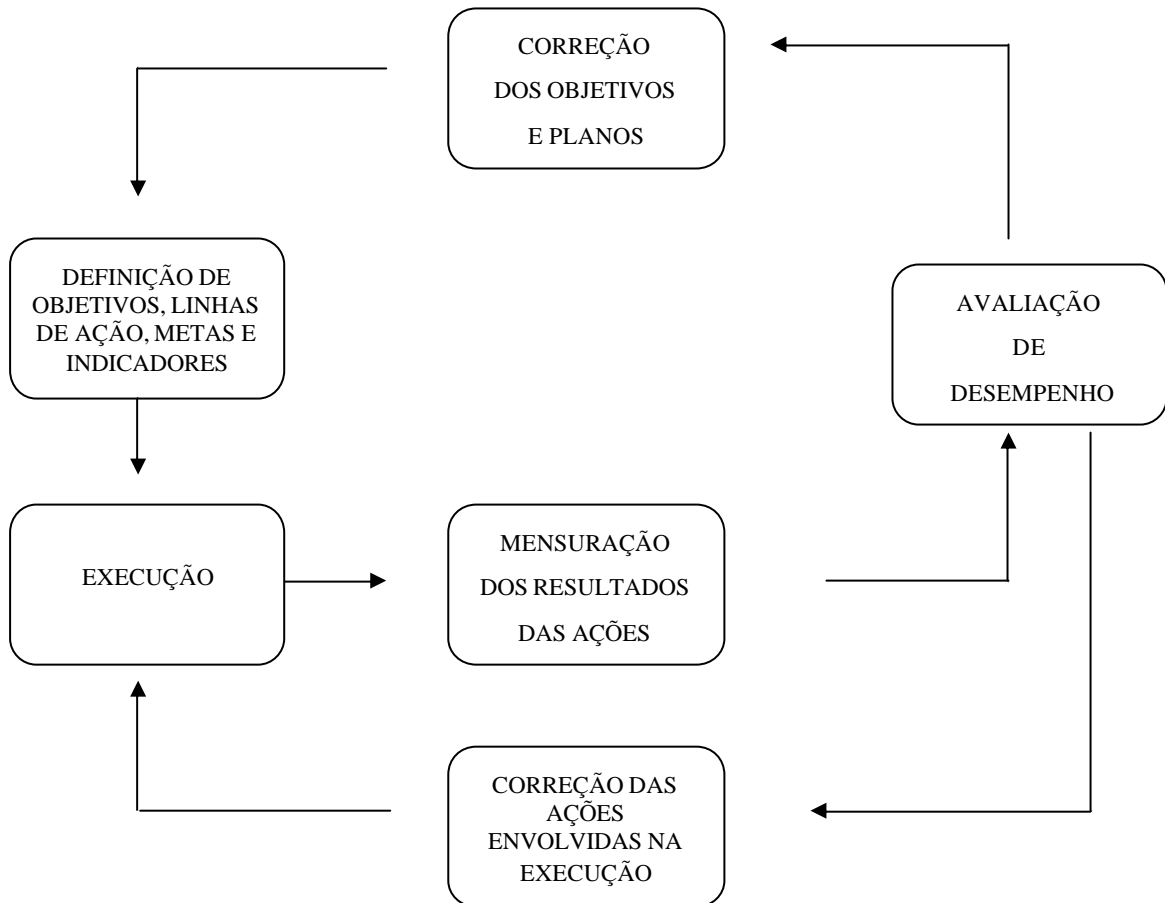 CORREÇÃO
DOS OBJETIVOS
E PLANOS
DEFINIÇÃO DE
OBJETIVOS, LINHAS
DE AÇÃO, METAS E
INDICADORES
AVALIAÇÃO
DE
DESEMPENHO
EXECUÇÃO
MENSURAÇÃO
DOS RESULTADOS
DAS AÇÕES
CORREÇÃO DAS
AÇÕES
ENVOLVIDAS NA
EXECUÇÃO